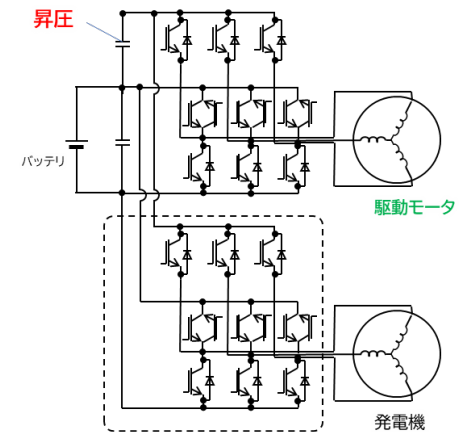 昇圧
バッテリ
駆動モータ
発電機